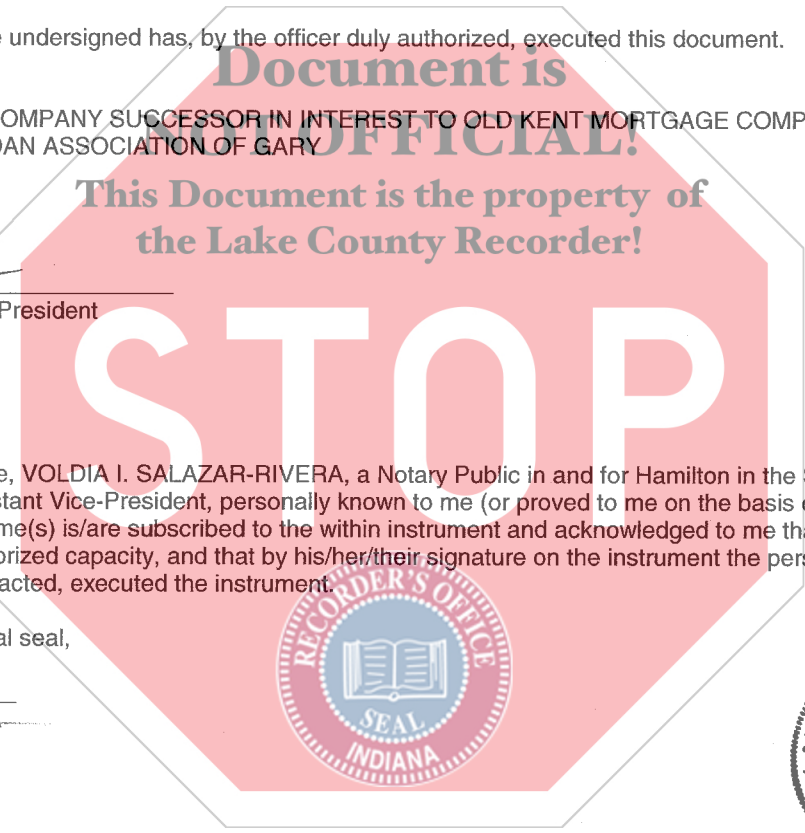 e undersigned has, by the officer duly authorized, executed this document.
Document is
OMPANY SUCCESSOR IN INTEREST TO OLD KENT MORTGAGE COMP
NOT OFFICIAL!
OAN ASSOCIATION OF GARY
This Document is the property of
the Lake County Recorder!
President
STOP
e, VOLDIA I. SALAZAR-RIVERA, a Notary Public in and for Hamilton in the S
stant Vice-President, personally known to me (or proved to me on the basis o
me(s) is/are subscribed to the within instrument and acknowledged to me tha
orized capacity, and that by his/her/their signature on the instrument the pers
acted, executed the instrument.
RECORDER'S OFFICE
al seal,
SEAL
INDIANA